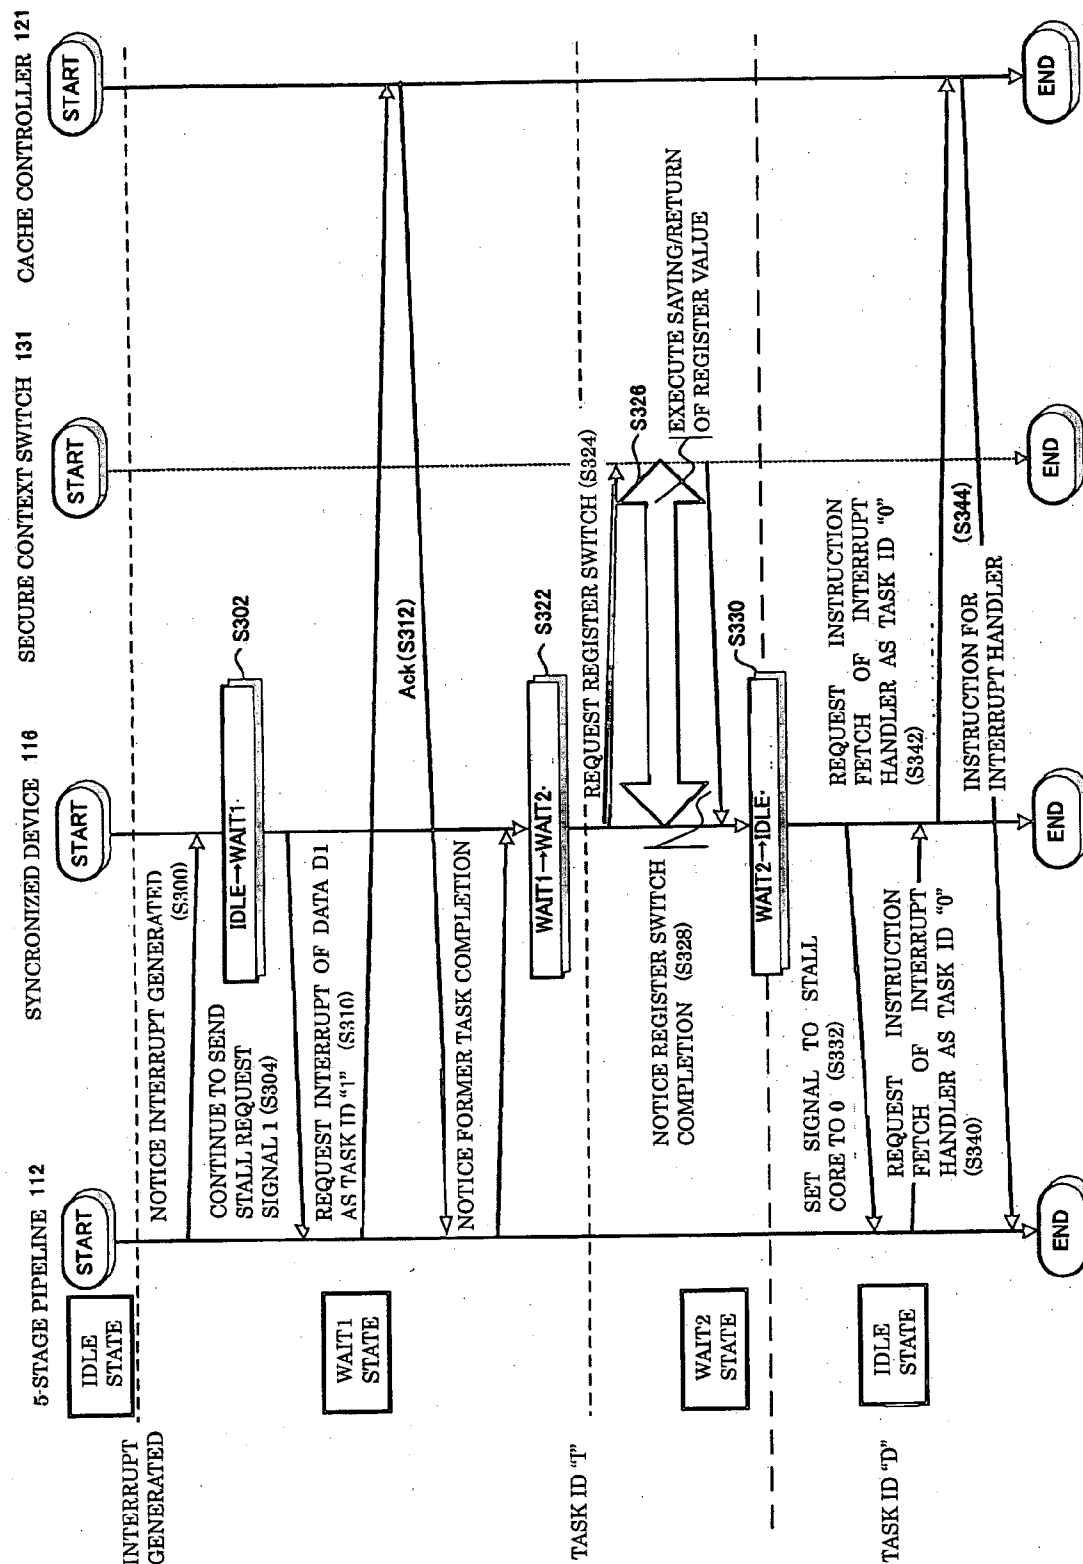 5-STAGE PIPELINE 112
SYNCRONIZED DEVICE 116
SECURE CONTEXT SWITCH 131
CACHE CONTROLLER 121
START
START
START
START
IDLE
STATE
INTERRUPT
GENERATED
NOTICE INTERRUPT GENERATED
(S300)
IDLE→WAIT1
S302
CONTINUE TO SEND
STALL REQUEST
SIGNAL 1 (S304)
WAIT1
STATE
REQUEST INTERRUPT OF DATA D1
AS TASK ID "1" (S310)
Ack(S312)
NOTICE FORMER TASK COMPLETION
WAIT1→WAIT2
S322
TASK ID "T"
REQUEST REGISTER SWITCH (S324)
S326
EXECUTE SAVING/RETURN
OF REGISTER VALUE
WAIT2
STATE
NOTICE REGISTER SWITCH
COMPLETION (S328)
WAIT2→IDLE
S330
SET SIGNAL TO STALL
CORE TO 0 (S332)
IDLE
STATE
TASK ID "D"
REQUEST INSTRUCTION
FETCH OF INTERRUPT
HANDLER AS TASK ID "0"
(S340)
REQUEST INSTRUCTION
FETCH OF INTERRUPT
HANDLER AS TASK ID "0"
(S342)
(S344)
INSTRUCTION FOR
INTERRUPT HANDLER
END
END
END
END